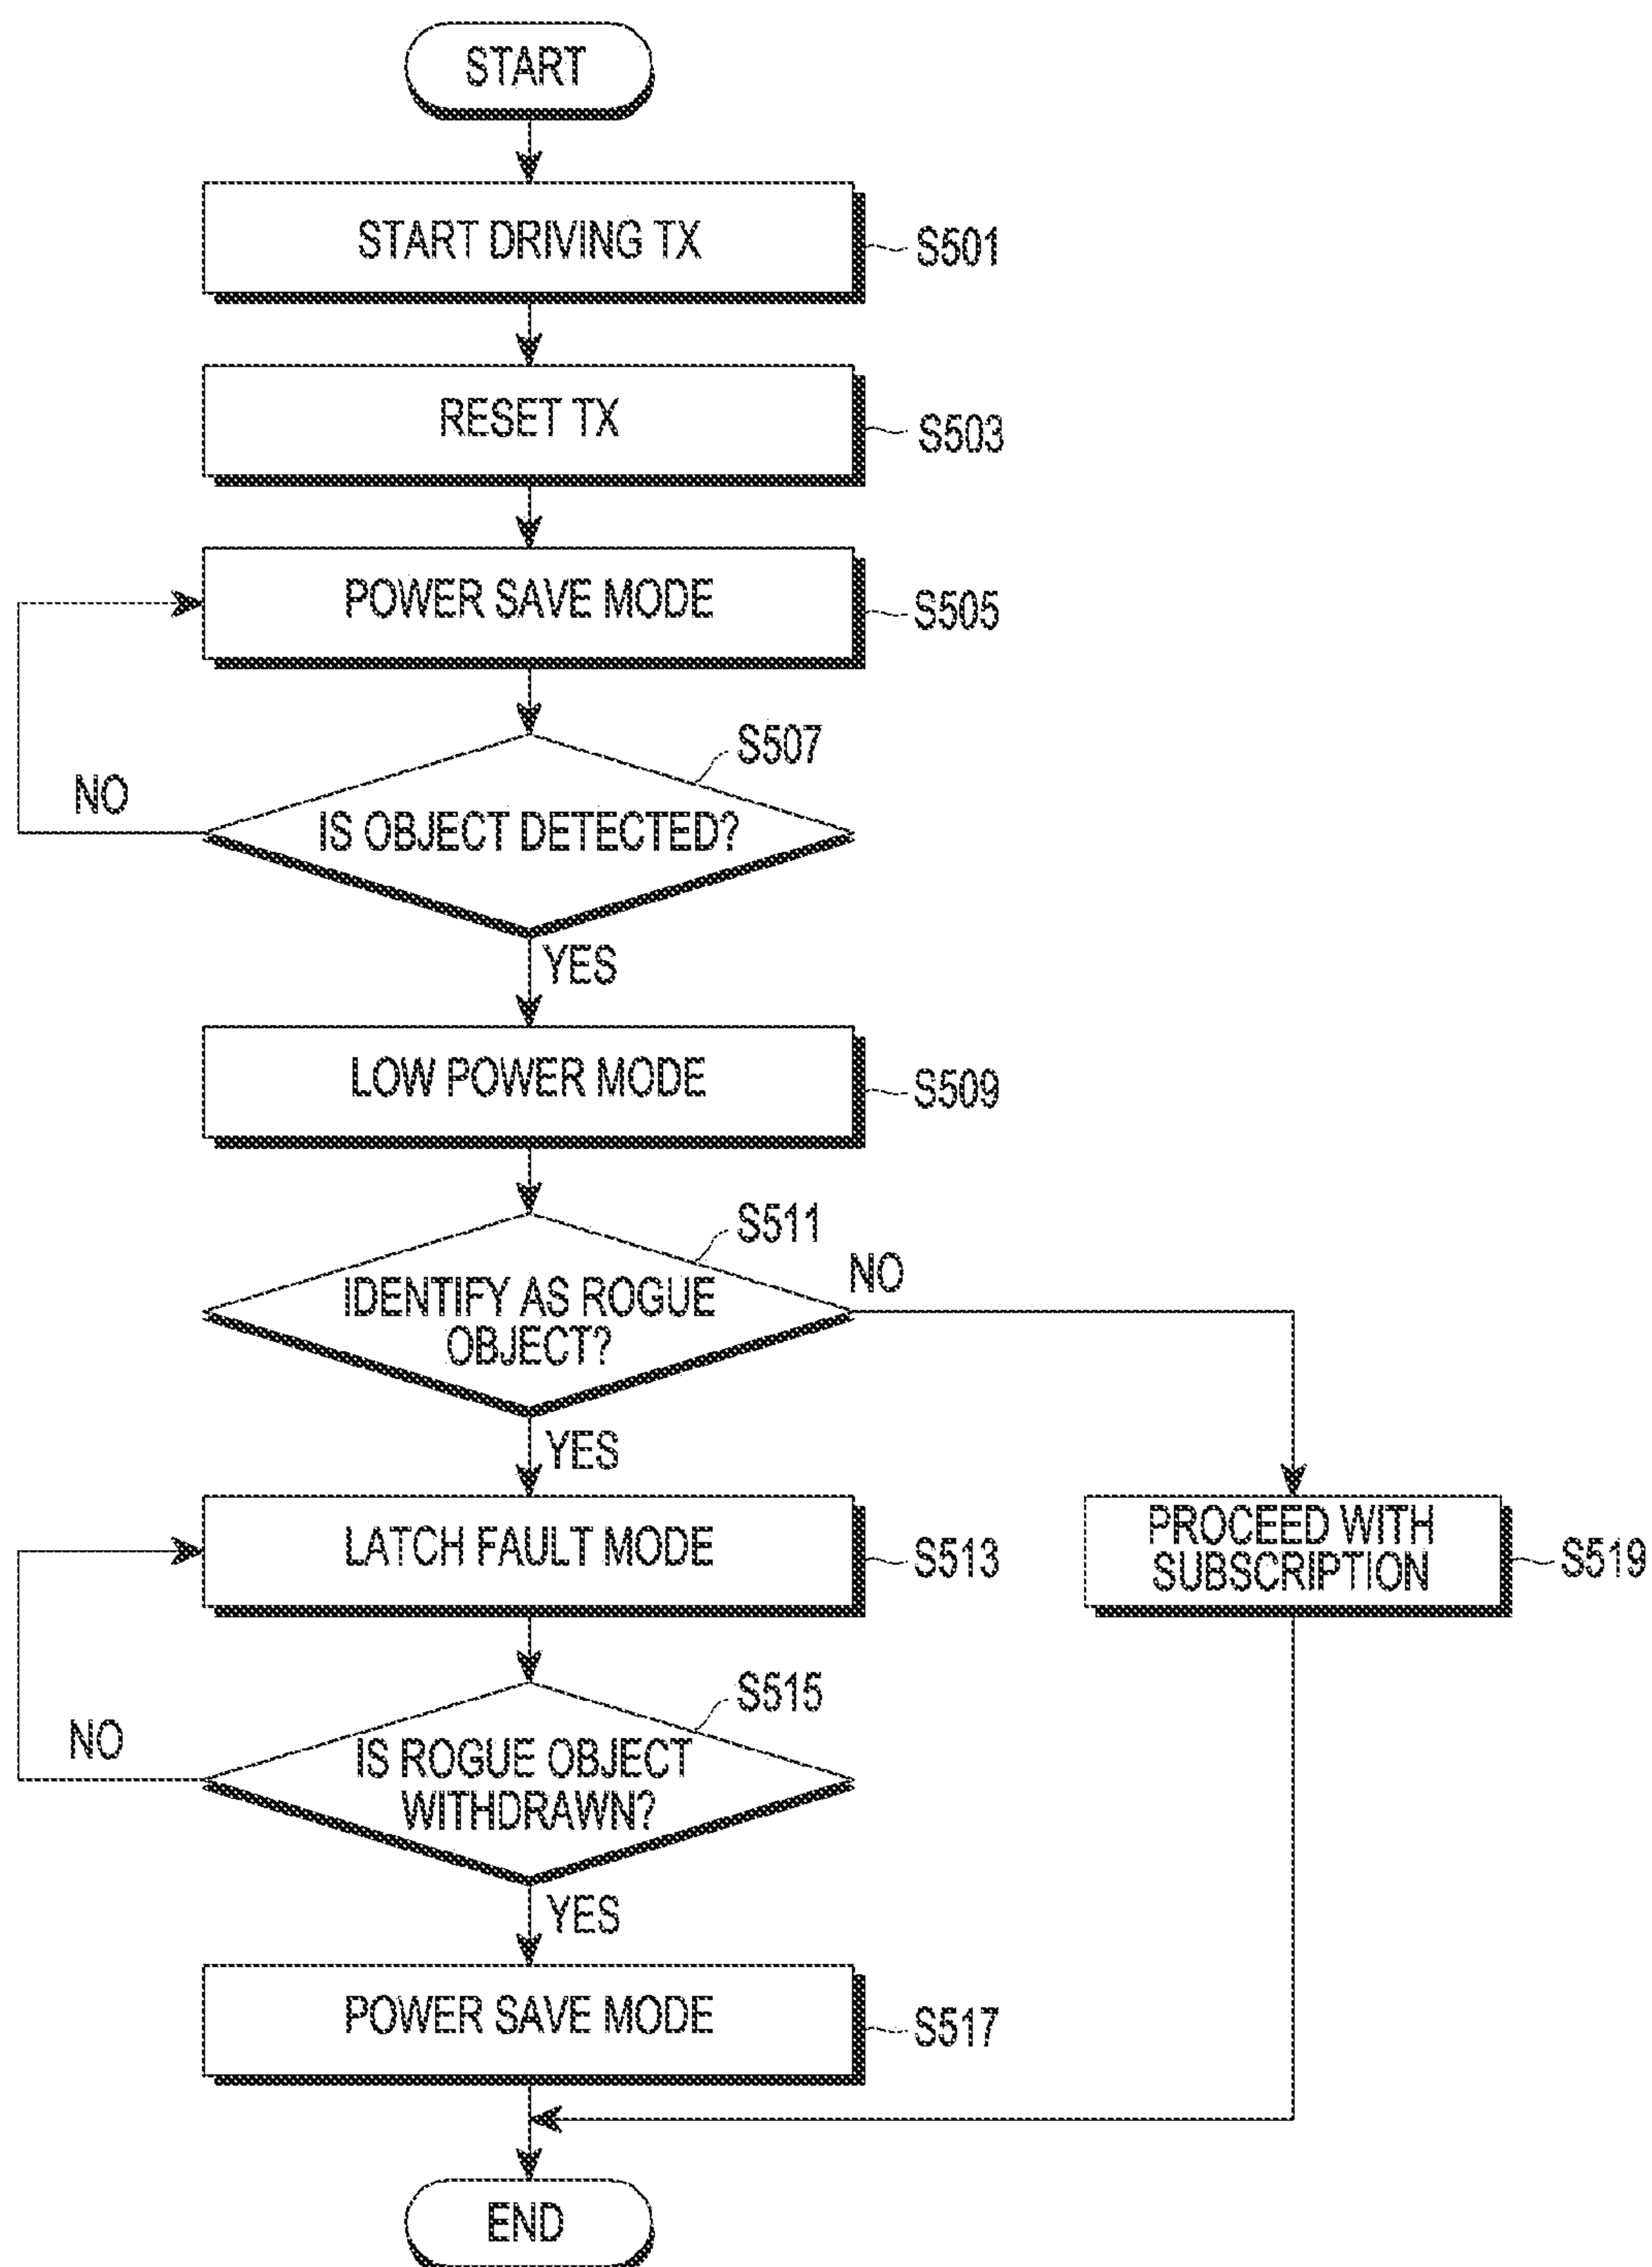 START
START DRIVING TX
S501
RESET TX
S503
POWER SAVE MODE
S505
S507
IS OBJECT DETECTED?
NO
YES
LOW POWER MODE
S509
S511
IDENTIFY AS ROGUE
OBJECT?
NO
YES
LATCH FAULT MODE
S513
PROCEED WITH
SUBSCRIPTION
S519
S515
IS ROGUE OBJECT
WITHDRAWN?
NO
YES
POWER SAVE MODE
S517
END